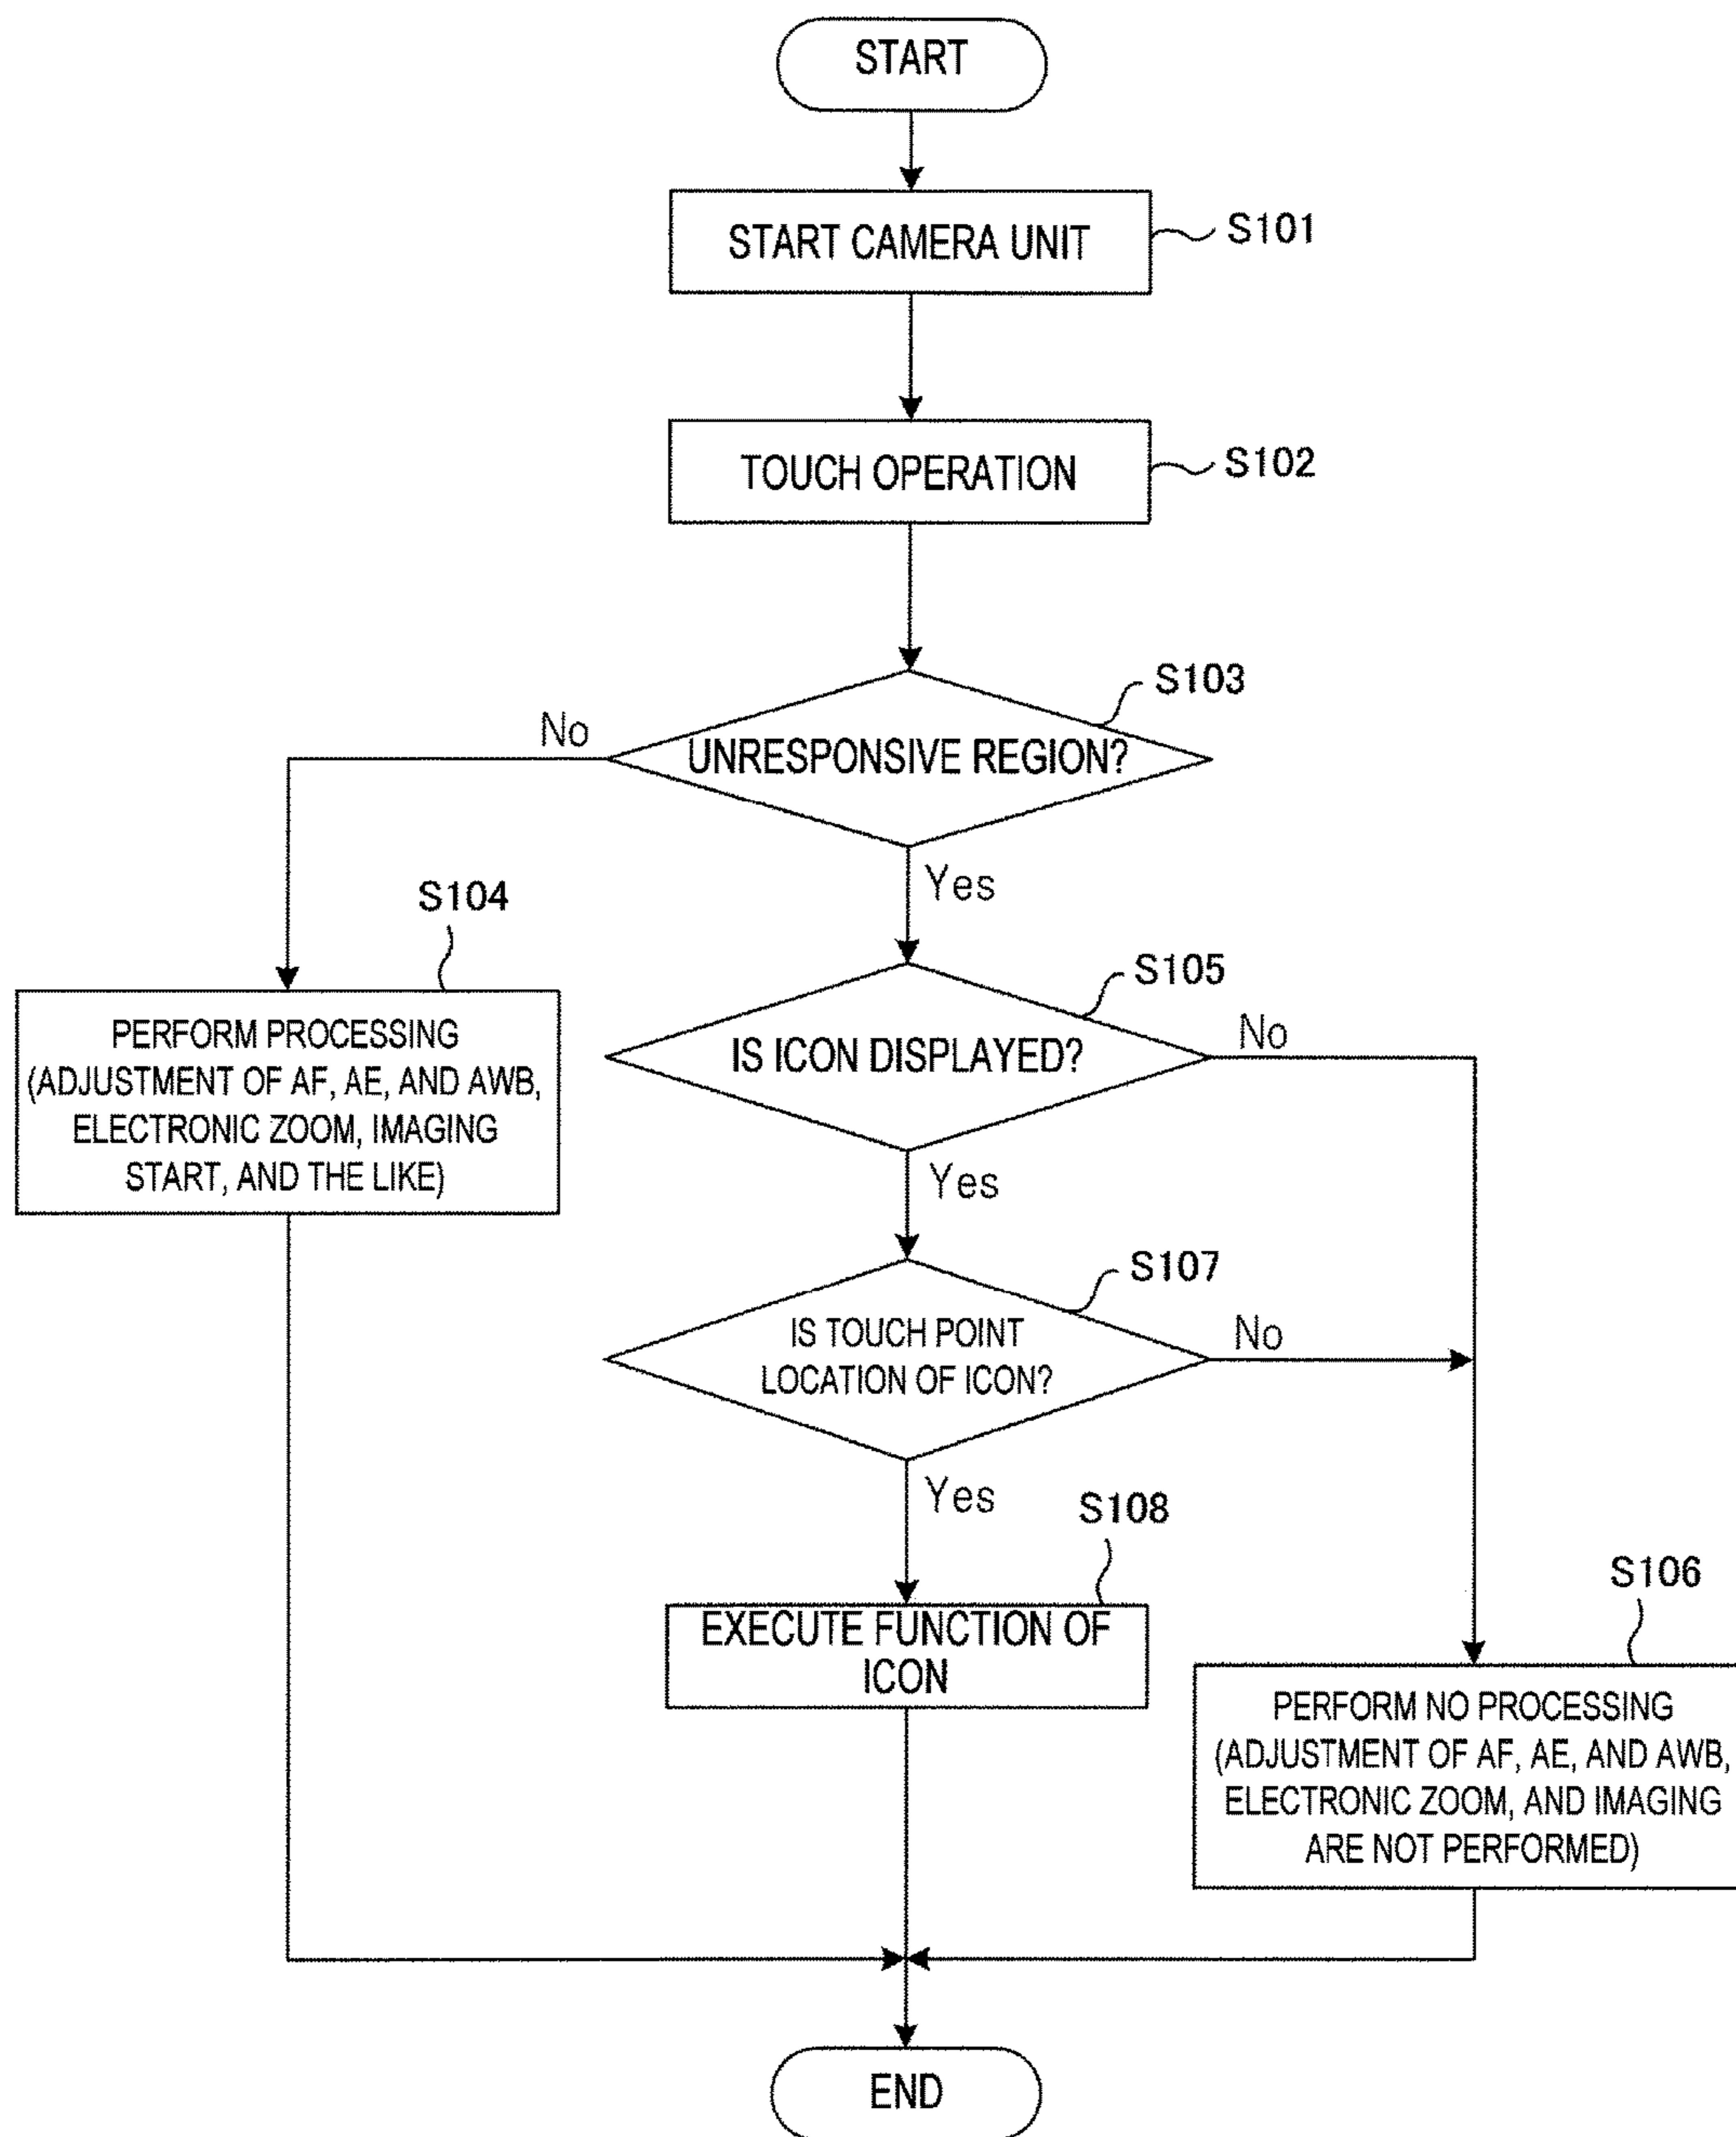 START
START CAMERA UNIT
S101
TOUCH OPERATION
S102
S103
UNRESPONSIVE REGION?
No
Yes
S104
PERFORM PROCESSING
(ADJUSTMENT OF AF, AE, AND AWB,
ELECTRONIC ZOOM, IMAGING
START, AND THE LIKE)
S105
IS ICON DISPLAYED?
No
Yes
S107
IS TOUCH POINT
LOCATION OF ICON?
No
Yes
S108
EXECUTE FUNCTION OF
ICON
S106
PERFORM NO PROCESSING
(ADJUSTMENT OF AF, AE, AND AWB,
ELECTRONIC ZOOM, AND IMAGING
ARE NOT PERFORMED)
END